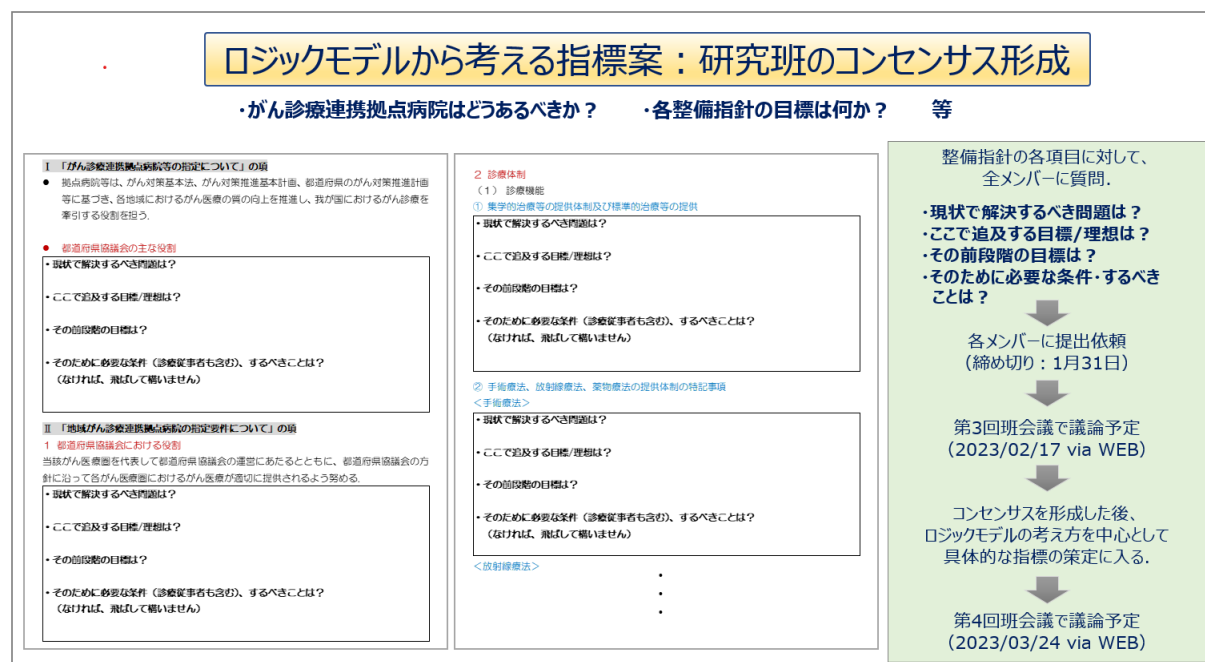 ロジックモデルから考える指標案：研究班のコンセンサス形成
・がん診療連携拠点病院はどうあるべきか？ ・各整備指針の目標は何か？ 等
Ⅰ 「がん診療連携拠点病院等の指定について」の項
● 拠点病院等は、がん対策基本法、がん対策推進基本計画、都道府県のがん対策推進計画
等に基づき、各地域におけるがん医療の質の向上を推進し、我が国におけるがん診療を
牽引する役割を担う.
● 都道府県協議会の主な役割
・現状で解決するべき問題は？
・ここで追及する目標/理想は？
・その前段階の目標は？
・そのために必要な条件（診療従事者も含む）、するべきことは？
（なければ、飛ばして構いません）
Ⅱ 「地域がん診療連携拠点病院の指定要件について」の項
1 都道府県協議会における役割
当該がん医療圏を代表して都道府県協議会の運営にあたるとともに、都道府県協議会の方
針に沿って各がん医療圏におけるがん医療が適切に提供されるよう努める.
・現状で解決するべき問題は？
・ここで追及する目標/理想は？
・その前段階の目標は？
・そのために必要な条件（診療従事者も含む）、するべきことは？
（なければ、飛ばして構いません）
2 診療体制
（1） 診療機能
① 集学的治療等の提供体制及び標準的治療等の提供
・現状で解決するべき問題は？
・ここで追及する目標/理想は？
・その前段階の目標は？
・そのために必要な条件（診療従事者も含む）、するべきことは？
（なければ、飛ばして構いません）
② 手術療法、放射線療法、薬物療法の提供体制の特記事項
＜手術療法＞
・現状で解決するべき問題は？
・ここで追及する目標/理想は？
・その前段階の目標は？
・そのために必要な条件（診療従事者も含む）、するべきことは？
（なければ、飛ばして構いません）
＜放射線療法＞
・
・
・
整備指針の各項目に対して、
全メンバーに質問.
・現状で解決するべき問題は？
・ここで追及する目標/理想は？
・その前段階の目標は？
・そのために必要な条件・するべき
ことは？
各メンバーに提出依頼
（締め切り：1月31日）
第3回班会議で議論予定
（2023/02/17 via WEB）
コンセンサスを形成した後、
ロジックモデルの考え方を中心として
具体的な指標の策定に入る.
第4回班会議で議論予定
（2023/03/24 via WEB）